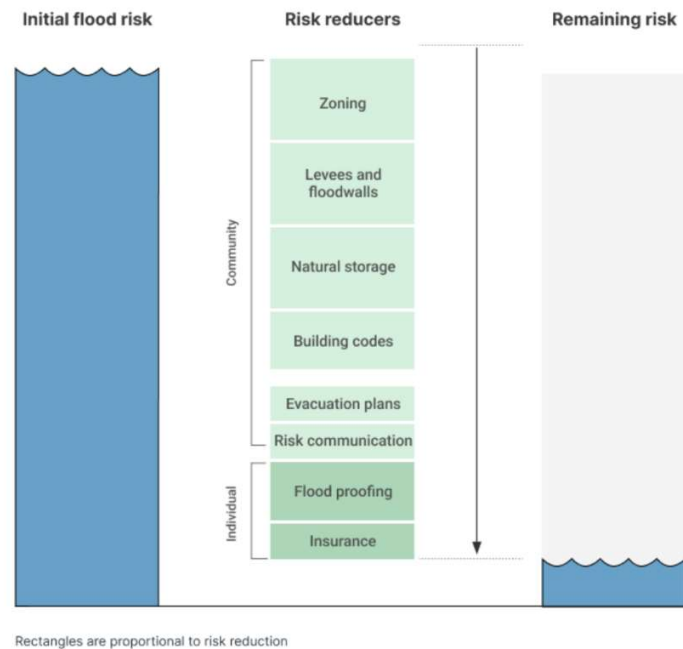 Initial flood risk
Risk reducers
Remaining risk
Zoning
Levees and
floodwalls
Natural storage
Building codes
Evacuation plans
Risk communication
Flood proofing
Insurance
Community
Individual
Rectangles are proportional to risk reduction